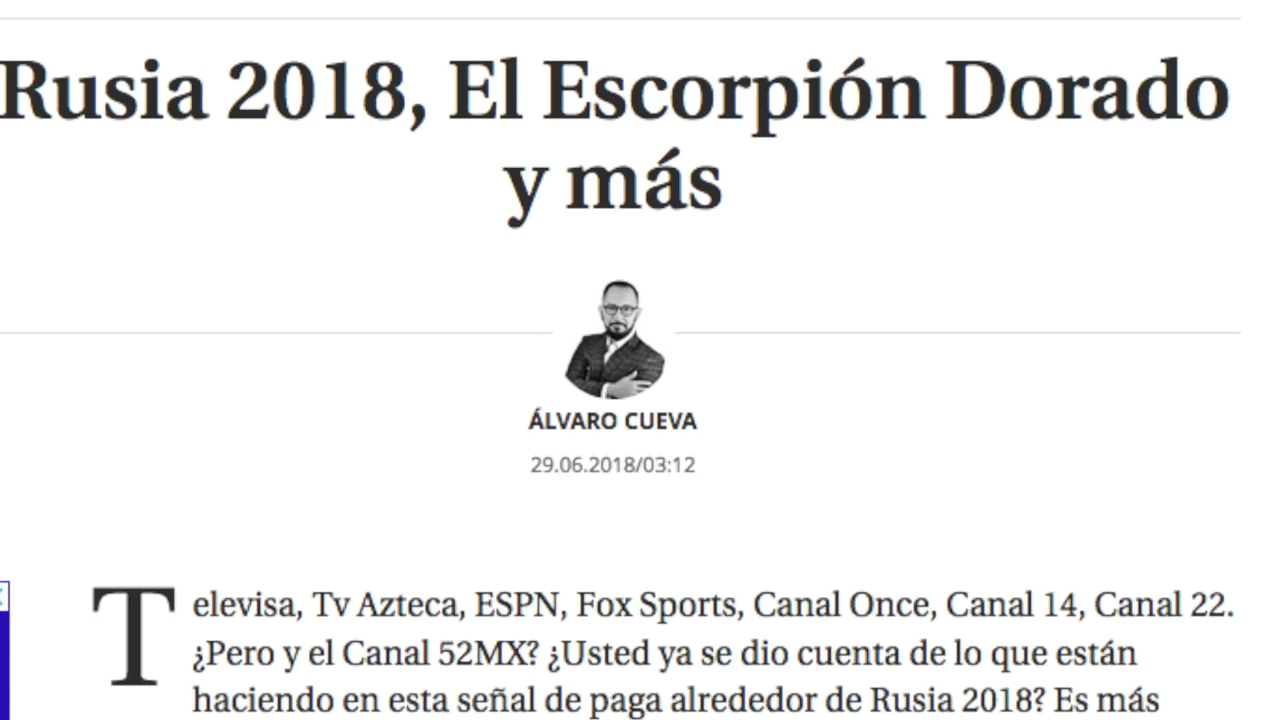 Rusia 2018, El Escorpión Dorado
y más
ÁLVARO CUEVA
29.06.2018/03:12
Televisa, Tv Azteca, ESPN, Fox Sports, Canal Once, Canal 14, Canal 22.
¿Pero y el Canal 52MX? ¿Usted ya se dio cuenta de lo que están
haciendo en esta señal de paga alrededor de Rusia 2018? Es más